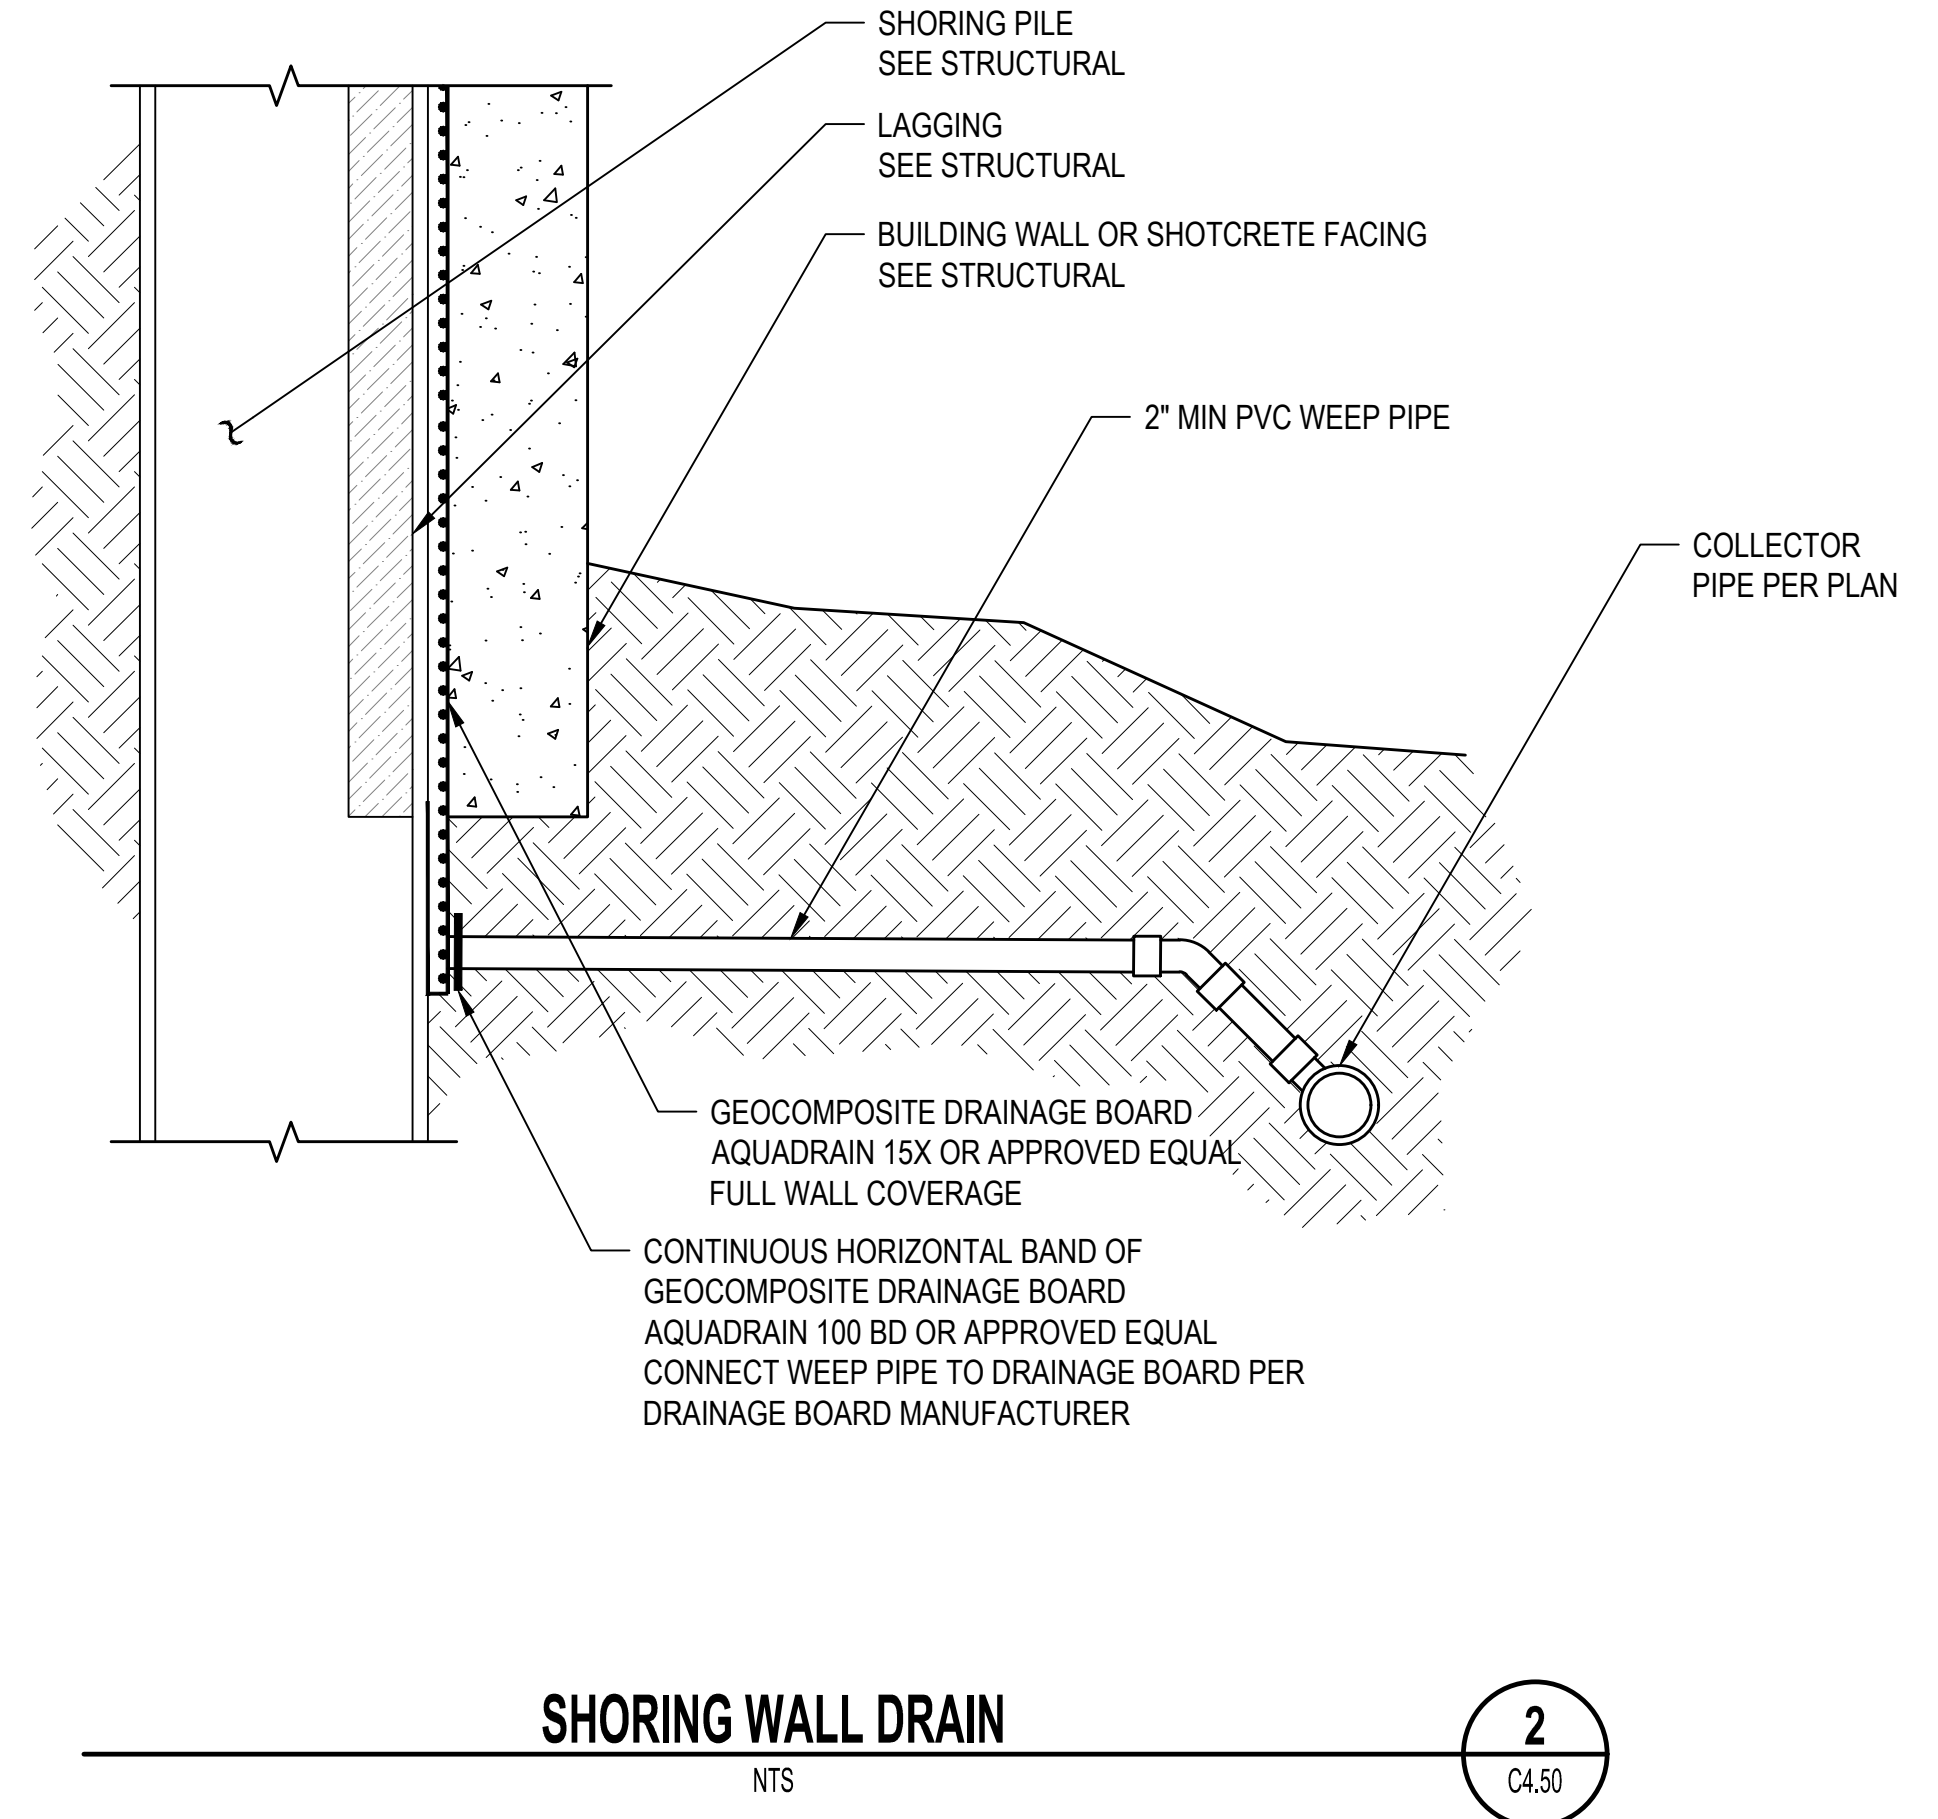 SHORING PILE
SEE STRUCTURAL
LAGGING
SEE STRUCTURAL
BUILDING WALL OR SHOTCRETE FACING
SEE STRUCTURAL
2" MIN PVC WEEP PIPE
COLLECTOR
PIPE PER PLAN
GEOCOMPOSITE DRAINAGE BOARD
AQUADRAIN 15X OR APPROVED EQUAL
FULL WALL COVERAGE
CONTINUOUS HORIZONTAL BAND OF
GEOCOMPOSITE DRAINAGE BOARD
AQUADRAIN 100 BD OR APPROVED EQUAL
CONNECT WEEP PIPE TO DRAINAGE BOARD PER
DRAINAGE BOARD MANUFACTURER
SHORING WALL DRAIN
NTS
2
C4.50